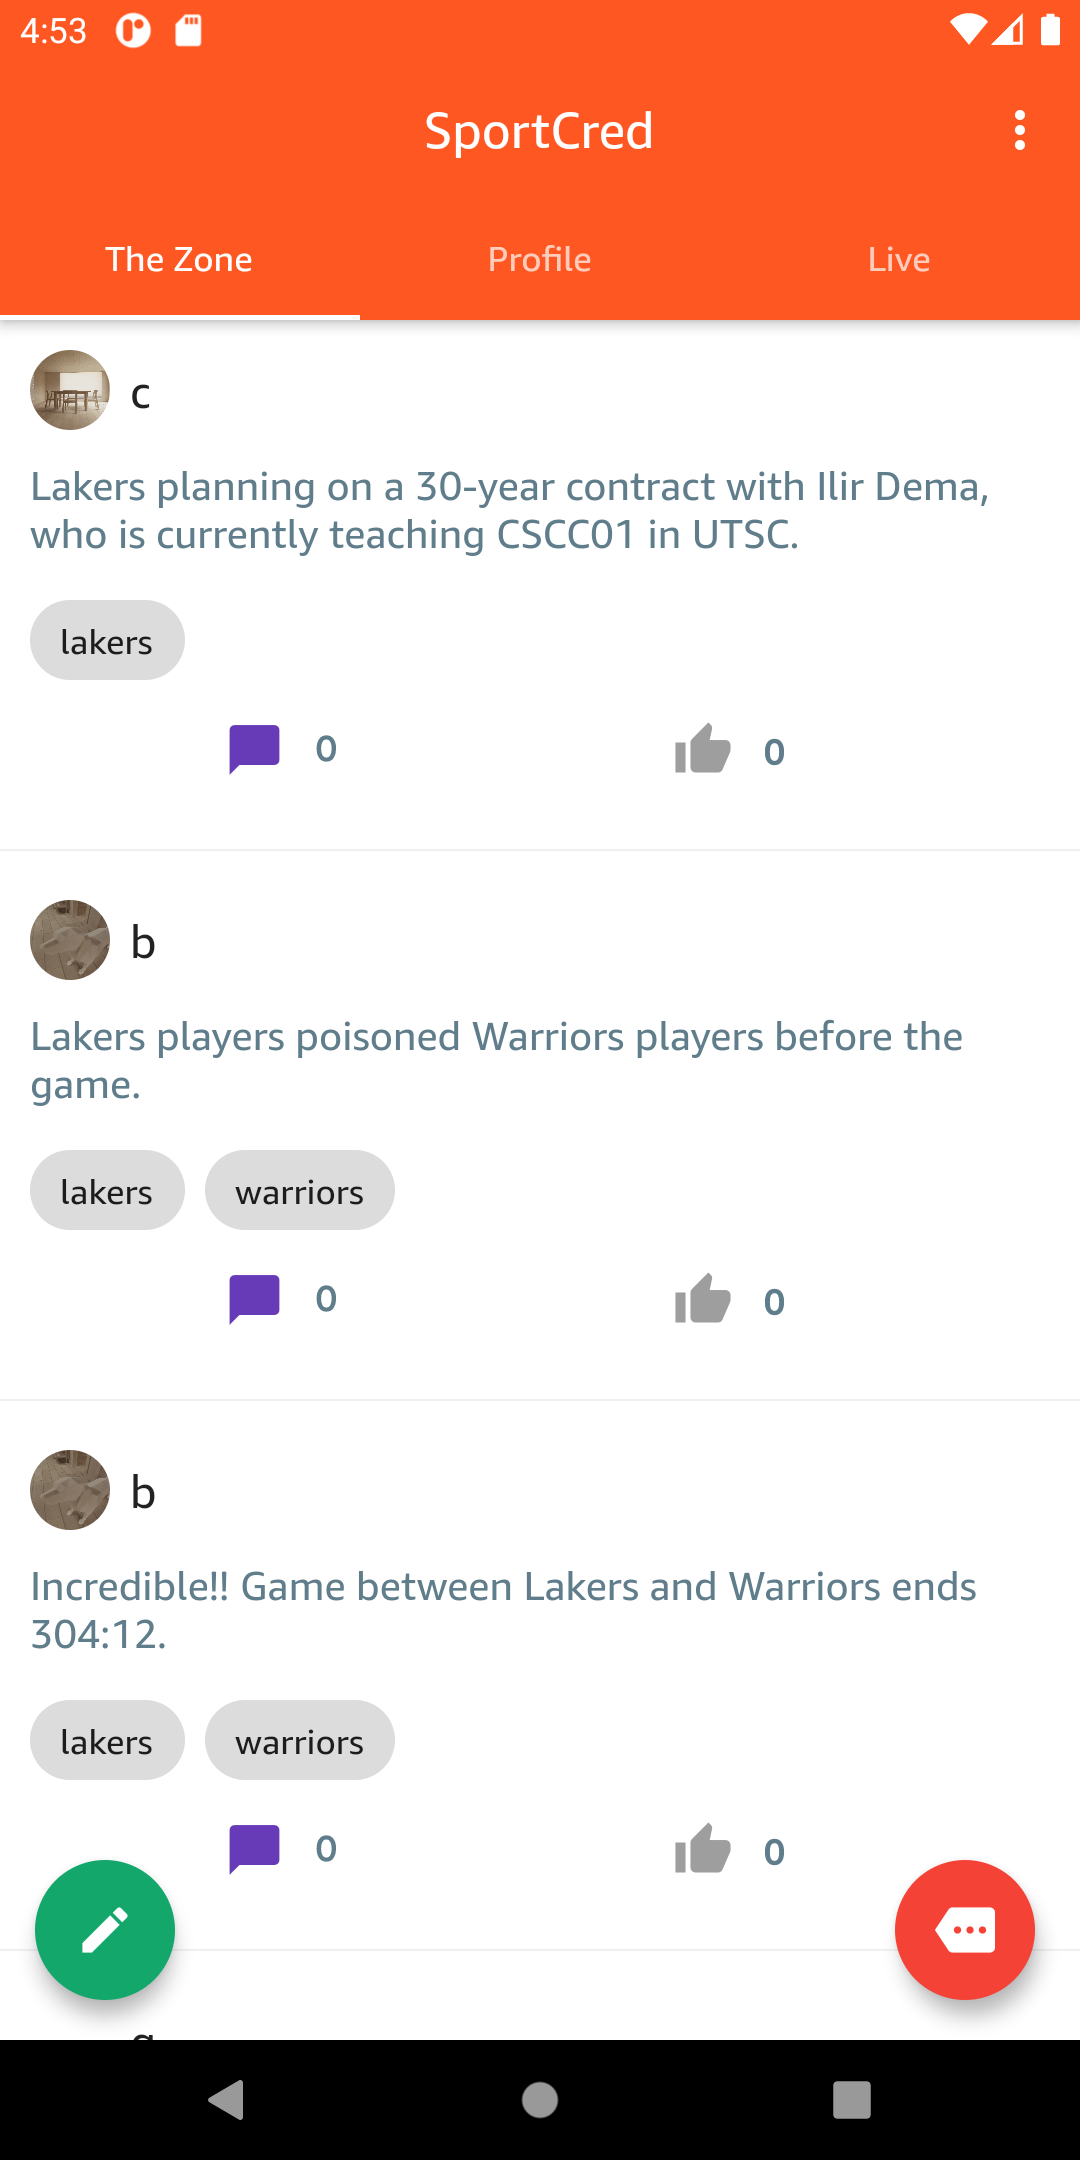 4:53
SportCred
The Zone
Profile
Live
c
Lakers planning on a 30-year contract with Ilir Dema,
who is currently teaching CSCC01 in UTSC.
lakers
0
0
b
Lakers players poisoned Warriors players before the
game.
lakers
warriors
0
0
b
Incredible!! Game between Lakers and Warriors ends
304:12.
lakers
warriors
0
0